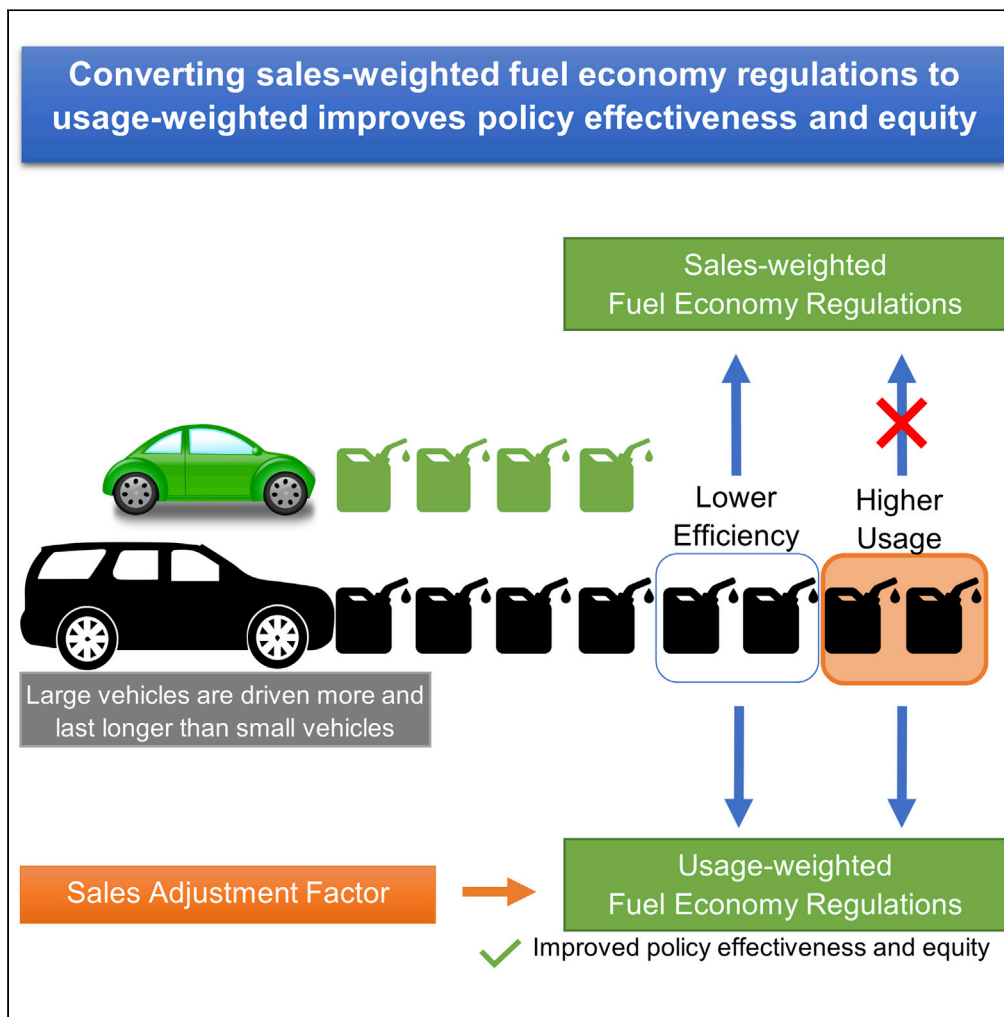 Converting sales-weighted fuel economy regulations to
usage-weighted improves policy effectiveness and equity
Sales-weighted
Fuel Economy Regulations
Lower
Efficiency
Higher
Usage
Large vehicles are driven more and
last longer than small vehicles
Sales Adjustment Factor
Usage-weighted
Fuel Economy Regulations
Improved policy effectiveness and equity